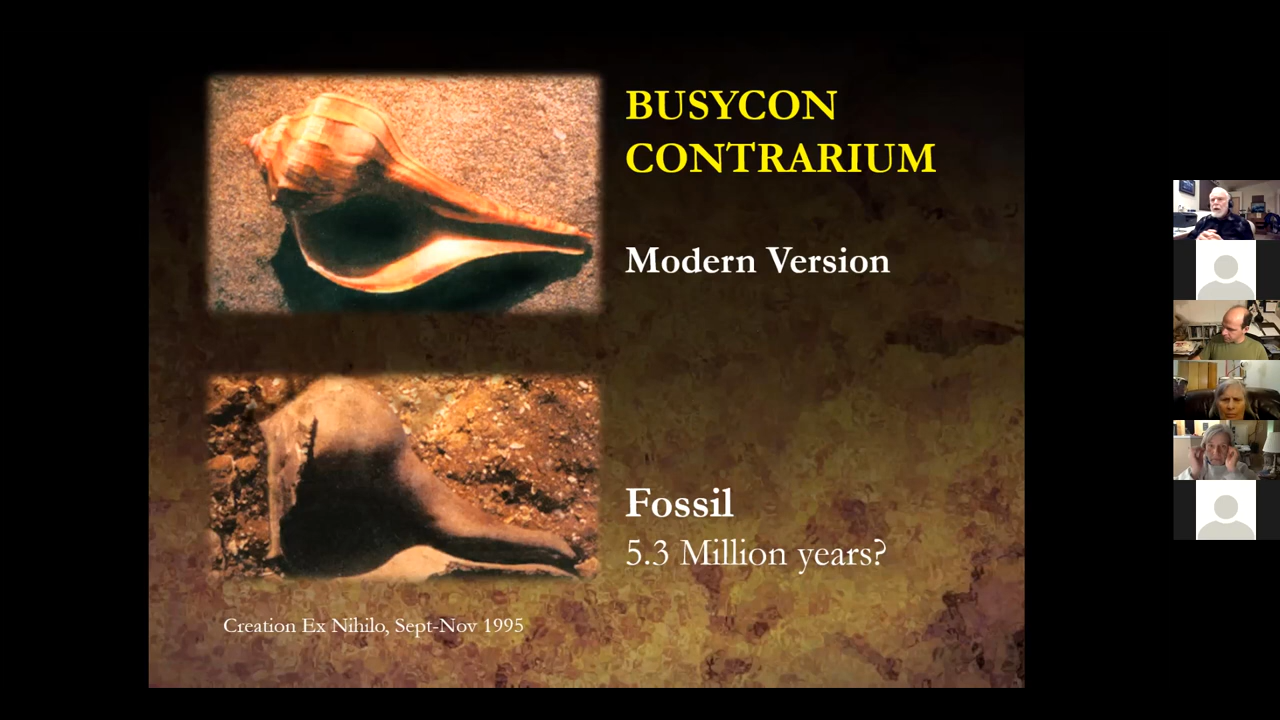 BUSYCON
CONTRARIUM
Modern Version
Fossil
5.3 Million years?
Creation Ex Nihilo, Sept-Nov 1995